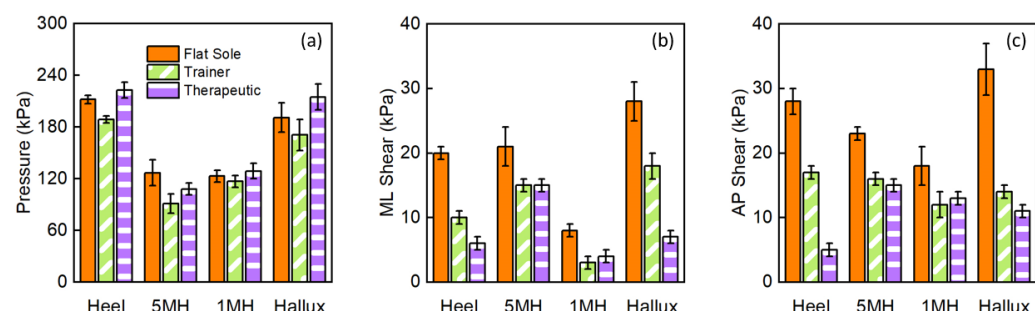 300
240
180
120
60
0
Pressure (kPa)
(a)
Flat Sole
Trainer
Therapeutic
Heel 5MH 1MH Hallux
40
30
20
10
0
ML Shear (kPa)
(b)
Heel 5MH 1MH Hallux
40
30
20
10
0
AP Shear (kPa)
(c)
Heel 5MH 1MH Hallux